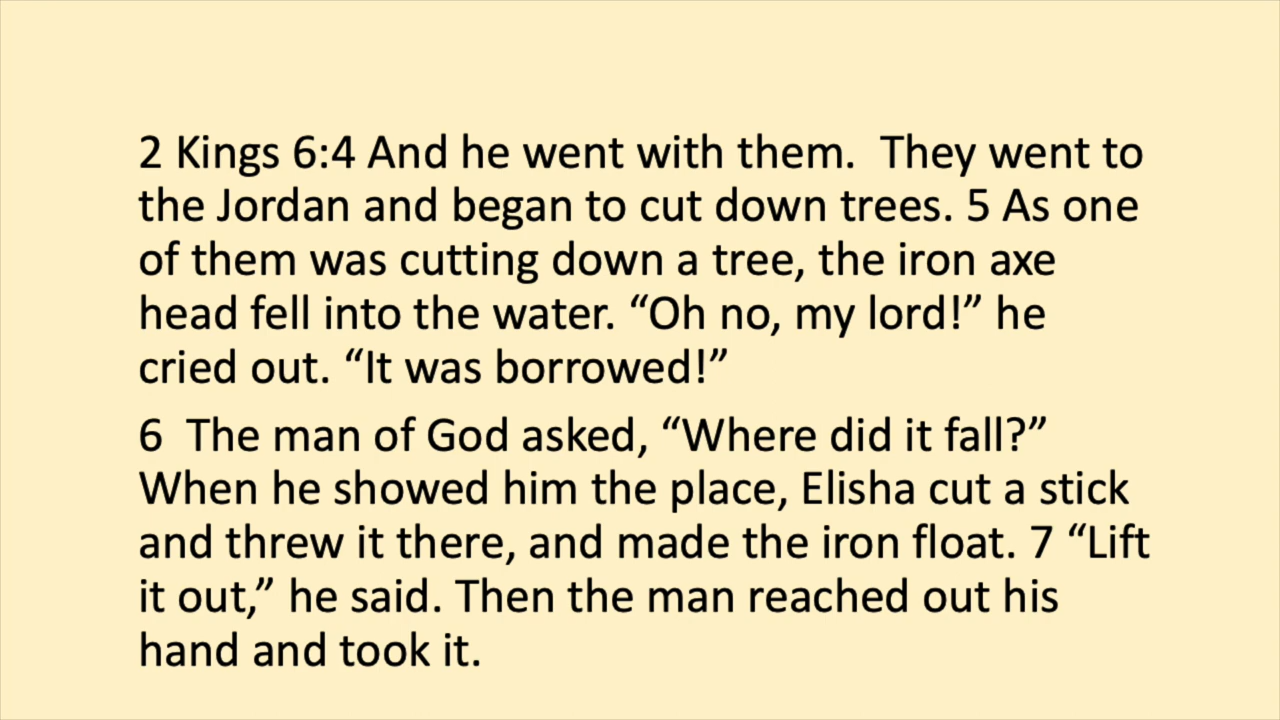 2 Kings 6:4 And he went with them.  They went to
the Jordan and began to cut down trees. 5 As one
of them was cutting down a tree, the iron axe
head fell into the water. “Oh no, my lord!” he
cried out. “It was borrowed!”
6  The man of God asked, “Where did it fall?”
When he showed him the place, Elisha cut a stick
and threw it there, and made the iron float. 7 “Lift
it out,” he said. Then the man reached out his
hand and took it.